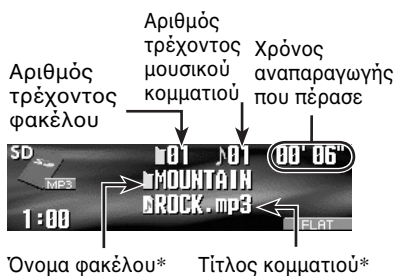 Αριθμός
τρέχοντος
φακέλου
Αριθμός
τρέχοντος
μουσικού
κομματιού
Χρόνος
αναπαραγωγής
που πέρασε
SD
MP3
01
01
00' 06"
MOUNTAIN
ROCK.mp3
1:00
FLAT
Όνομα φακέλου*
Τίτλος κομματιού*